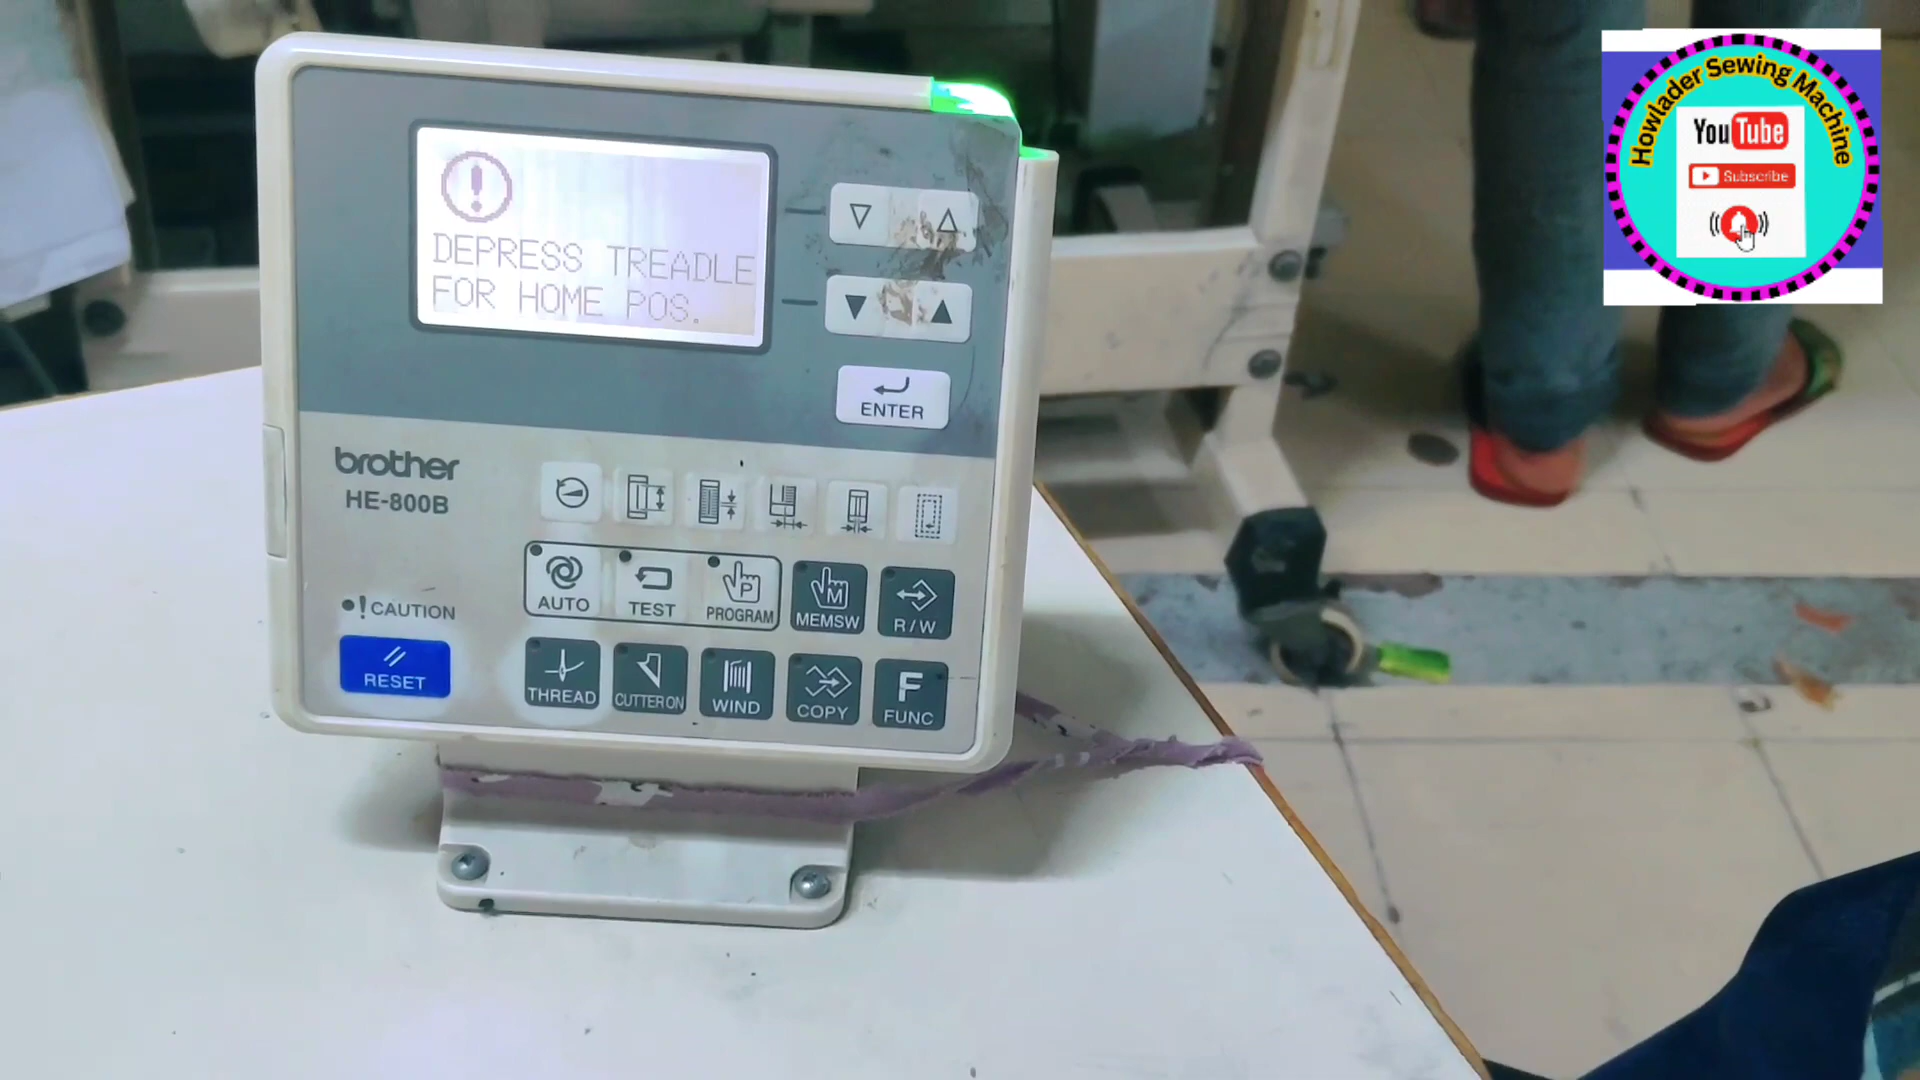 DEPRESS TREADLE
FOR HOME POS.
ENTER
brother
HE-800B
AUTO
TEST
PROGRAM
MEMSW
R/W
!CAUTION
RESET
THREAD
CUTTER ON
WIND
COPY
F
FUNC
Howlader Sewing Machine
YouTube
Subscribe